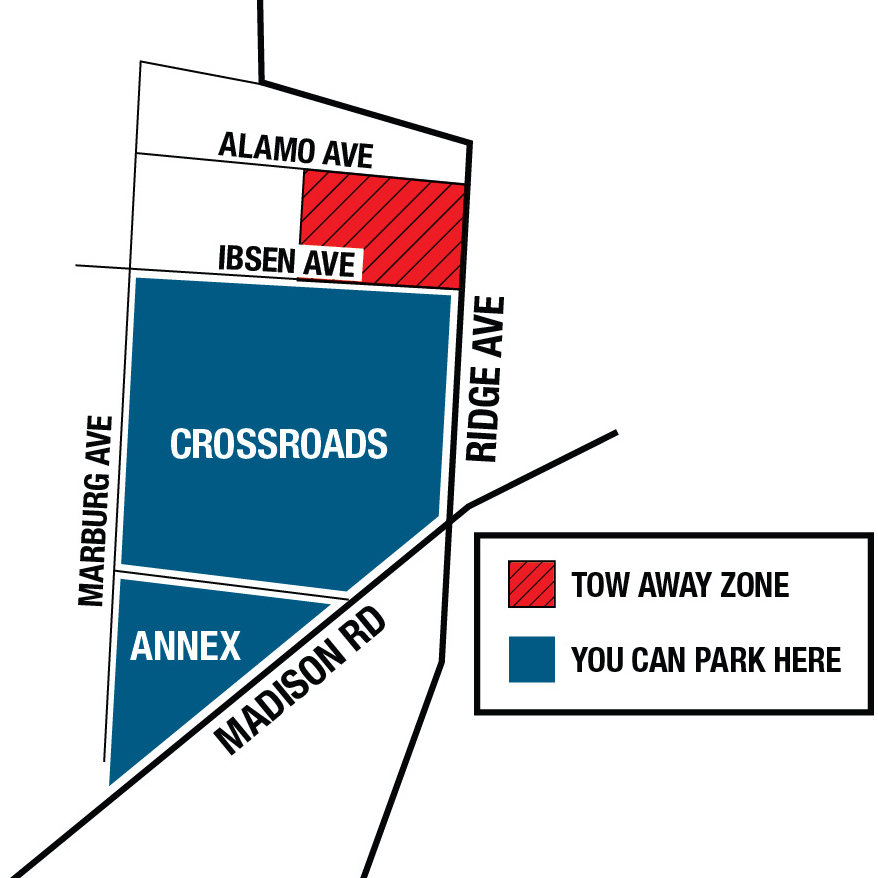 ALAMO AVE
IBSEN AVE
RIDGE AVE
CROSSROADS
MARBURG AVE
ANNEX
MADISON RD
TOW AWAY ZONE
YOU CAN PARK HERE